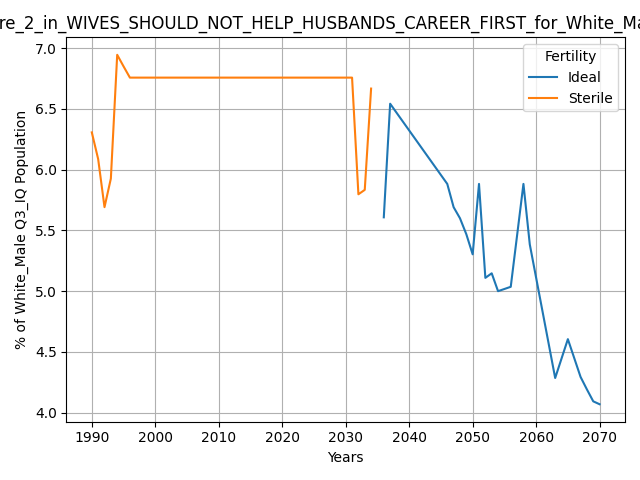 re_2_in_WIVES_SHOULD_NOT_HELP_HUSBANDS_CAREER_FIRST_for_White_Ma
7.0
6.5
6.0
5.5
5.0
4.5
4.0
% of White_Male Q3_IQ Population
Fertility
Ideal
Sterile
1990 2000 2010 2020 2030 2040 2050 2060 2070
Years